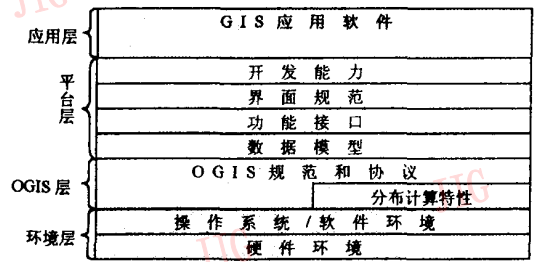 JIG
GIS应用软件
应用层
开发能力
平台层
界面规范
功能接口
数据模型
OGIS规范和协议
OGIS层
分布计算特性
JIG
操作系统/软件环境
环境层
硬件环境
JIG